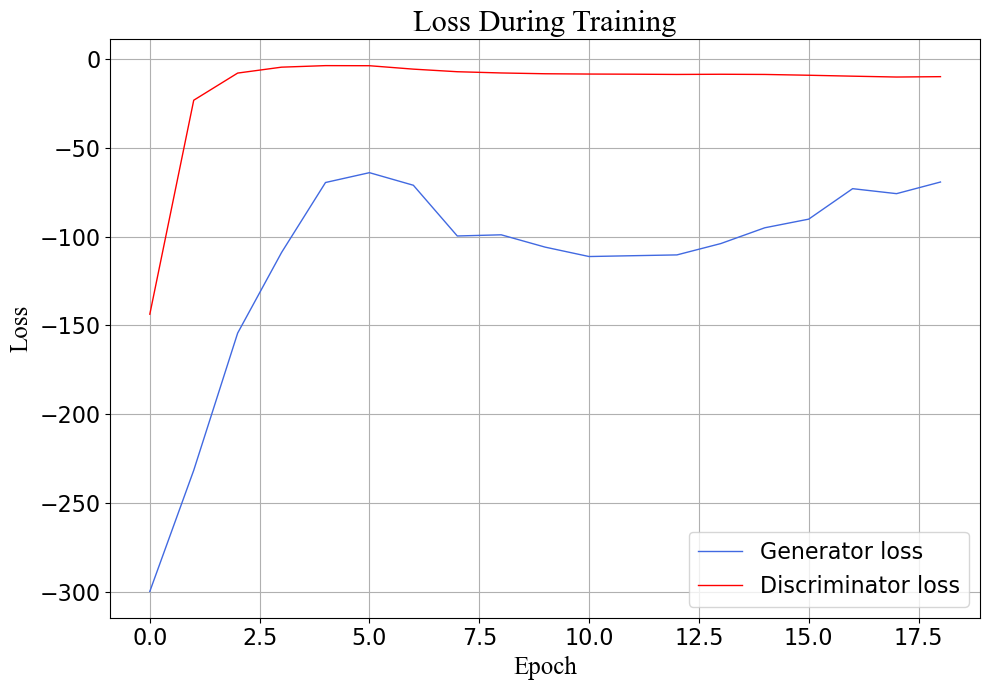 Loss During Training
0
−50
−100
−150
−200
−250
−300
Loss
Generator loss
Discriminator loss
0.0 2.5 5.0 7.5 10.0 12.5 15.0 17.5
Epoch